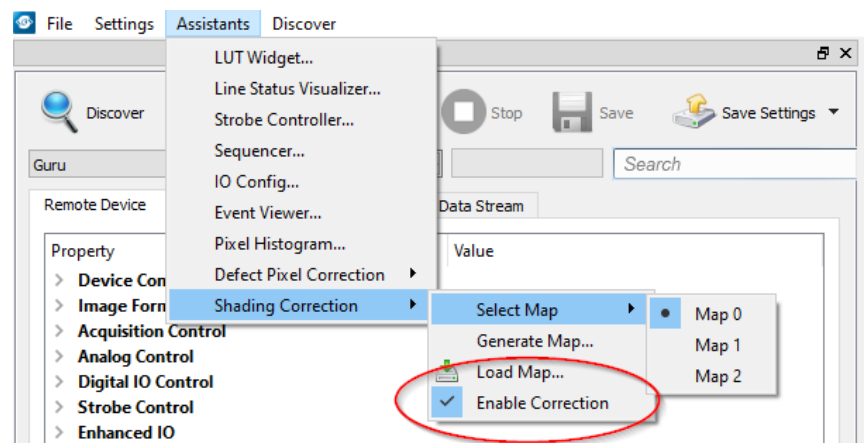 File Settings Assistants Discover
LUT Widget...
Line Status Visualizer...
Discover Strobe Controller... Stop Save Save Settings
Sequencer...
Guru IO Config... Search
Remote Device Event Viewer... Data Stream
Property Pixel Histogram... Value
Device Con Defect Pixel Correction
Image Form Shading Correction Select Map Map 0
Acquisition Control Generate Map... Map 1
Analog Control Load Map... Map 2
Digital IO Control Enable Correction
Strobe Control
Enhanced IO